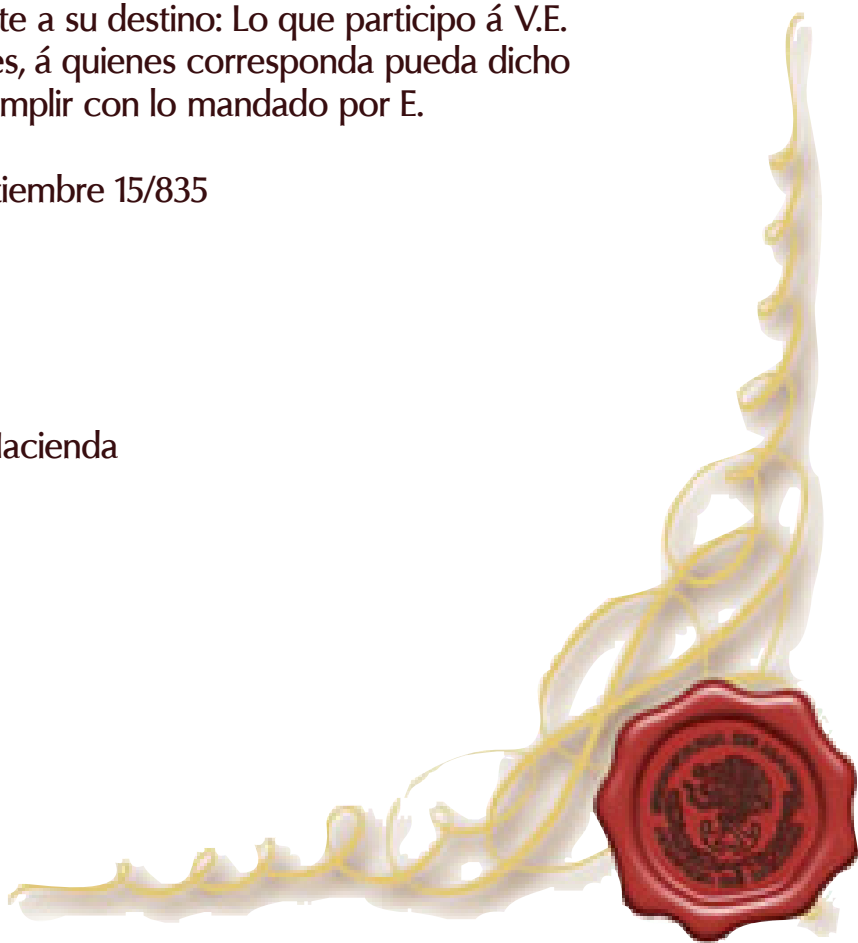 te a su destino: Lo que participo á V.E.
es, á quienes corresponda pueda dicho
mplir con lo mandado por E.
tiembre 15/835
Hacienda